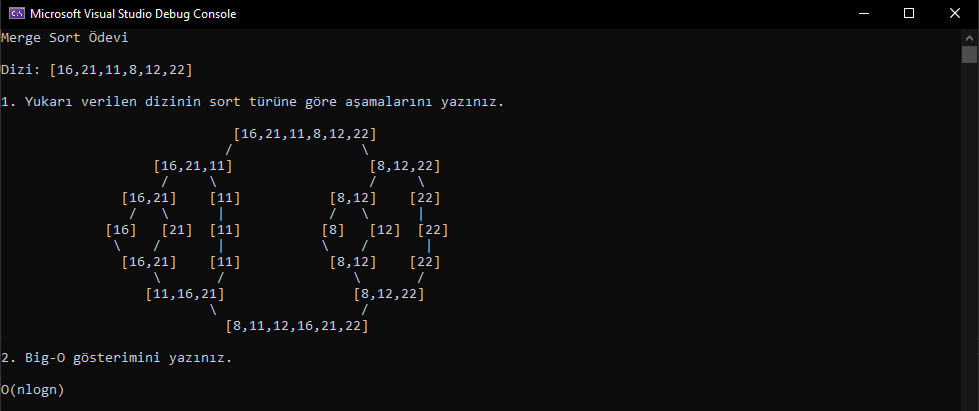 Microsoft Visual Studio Debug Console
Merge Sort Ödevi
Dizi: [16,21,11,8,12,22]
1. Yukarı verilen dizinin sort türüne göre aşamalarını yazınız.
[16,21,11,8,12,22]
/ \
[16,21,11] [8,12,22]
/ \ / \
[16,21] [11] [8,12] [22]
/ \ | / \ |
[16] [21] [11] [8] [12] [22]
\ / | \ / |
[16,21] [11] [8,12] [22]
\ / \ /
[11,16,21] [8,12,22]
\ /
[8,11,12,16,21,22]
2. Big-O gösterimini yazınız.
O(nlogn)